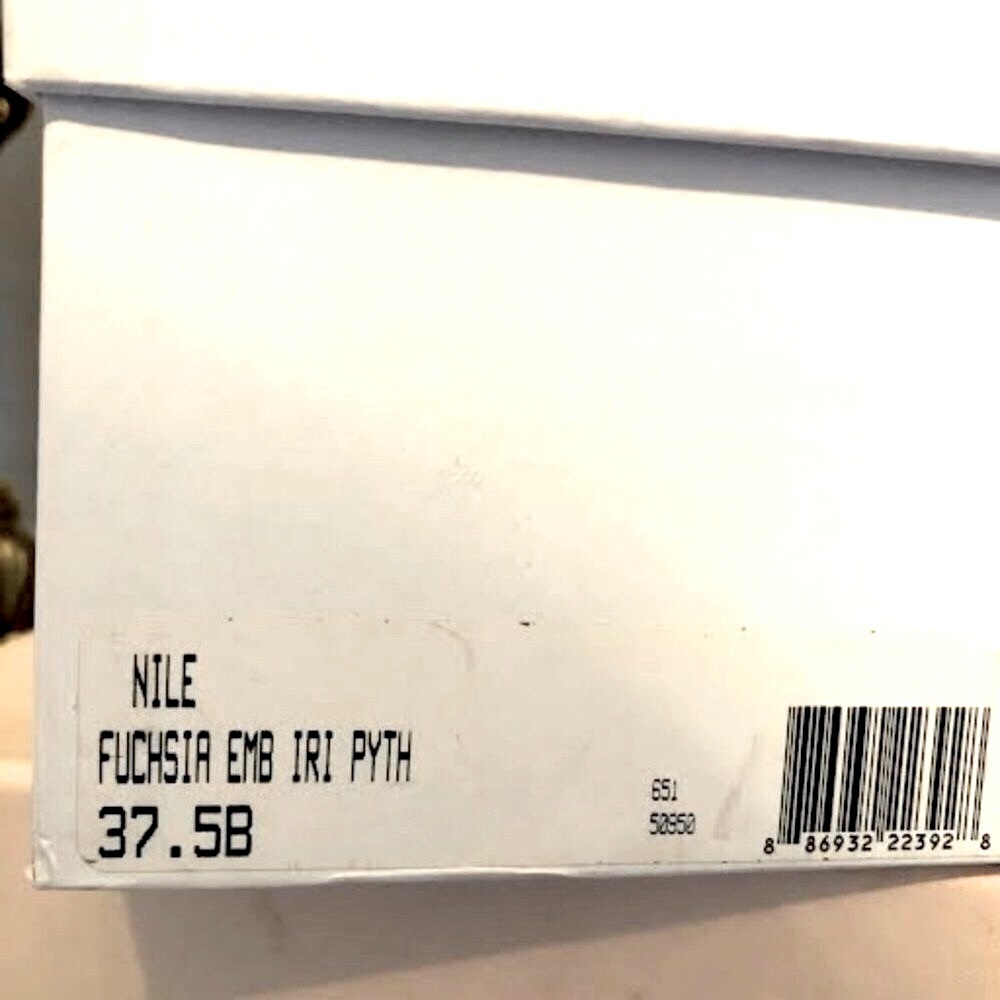 NILE
FUCHSIA EMB IRI PYTH
37.5B
651
50950
8 86932 22392 8